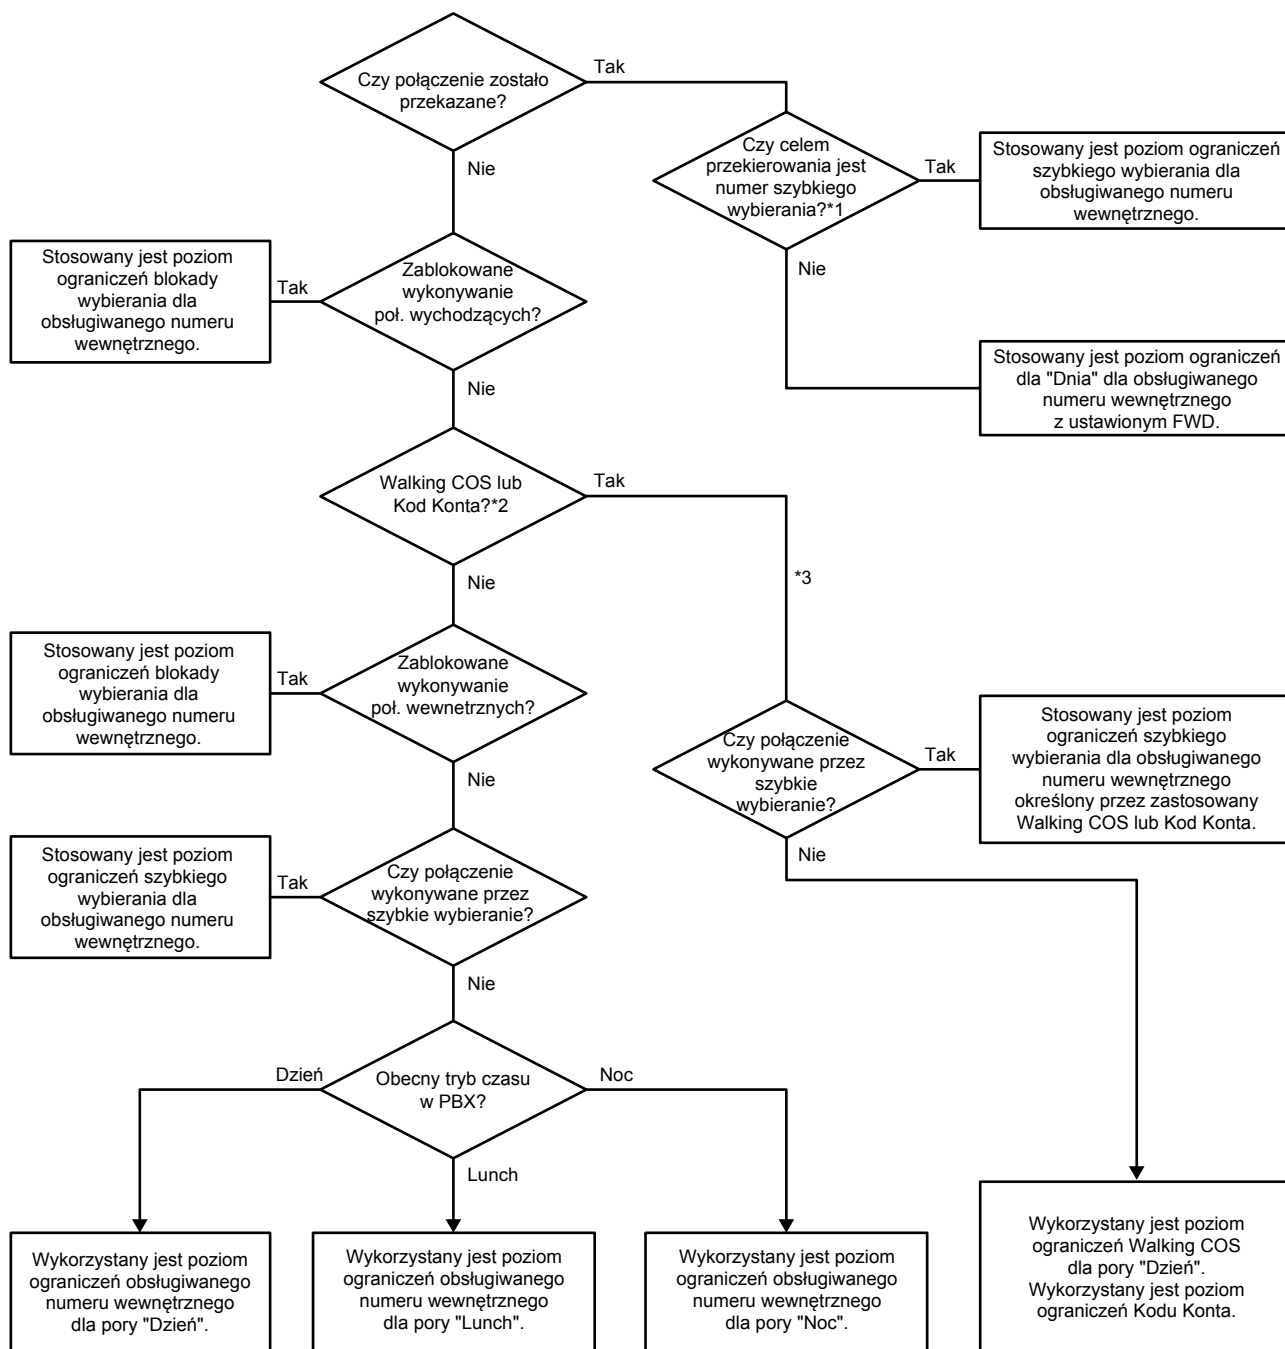 Czy połączenie zostało
przekazane?
Tak
Nie
Czy celem
przekierowania jest
numer szybkiego
wybierania?*1
Tak
Nie
Stosowany jest poziom ograniczeń
szybkiego wybierania dla
obsługiwanego numeru
wewnętrznego.
Stosowany jest poziom
ograniczeń blokady
wybierania dla
obsługiwanego numeru
wewnętrznego.
Tak
Zablokowane
wykonywanie
poł. wychodzących?
Nie
Stosowany jest poziom ograniczeń
dla "Dnia" dla obsługiwanego
numeru wewnętrznego
z ustawionym FWD.
Walking COS lub
Kod Konta?*2
Tak
Nie
*3
Stosowany jest poziom
ograniczeń blokady
wybierania dla
obsługiwanego numeru
wewnętrznego.
Tak
Zablokowane
wykonywanie
poł. wewnetrznych?
Nie
Czy połączenie
wykonywane przez
szybkie
wybieranie?
Tak
Nie
Stosowany jest poziom
ograniczeń szybkiego
wybierania dla obsługiwanego
numeru wewnętrznego
określony przez zastosowany
Walking COS lub Kod Konta.
Stosowany jest poziom
ograniczeń szybkiego
wybierania dla
obsługiwanego numeru
wewnętrznego.
Tak
Czy połączenie
wykonywane przez
szybkie wybieranie?
Nie
Dzień
Obecny tryb czasu
w PBX?
Noc
Lunch
Wykorzystany jest poziom
ograniczeń obsługiwanego
numeru wewnętrznego
dla pory "Dzień".
Wykorzystany jest poziom
ograniczeń obsługiwanego
numeru wewnętrznego
dla pory "Lunch".
Wykorzystany jest poziom
ograniczeń obsługiwanego
numeru wewnętrznego
dla pory "Noc".
Wykorzystany jest poziom
ograniczeń Walking COS
dla pory "Dzień".
Wykorzystany jest poziom
ograniczeń Kodu Konta.